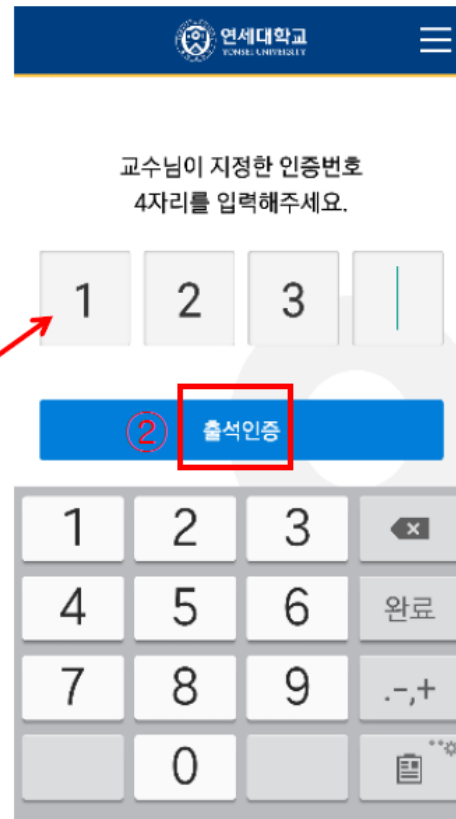 연세대학교
YONSEI UNIVERSITY
교수님이 지정한 인증번호
4자리를 입력해주세요.
1 2 3
② 출석인증
1 2 3
4 5 6 완료
7 8 9 .-,+
0